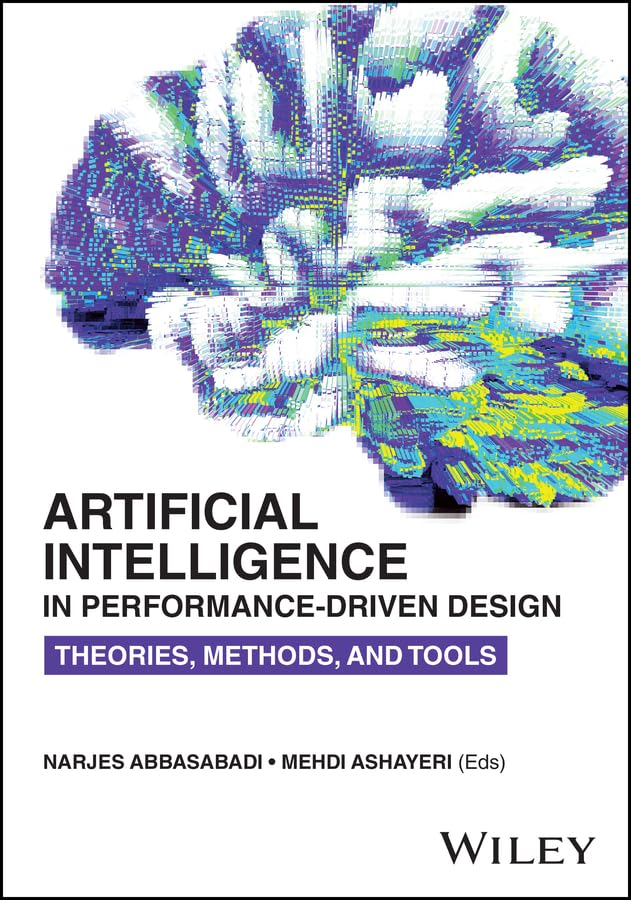 ARTIFICIAL
INTELLIGENCE
IN PERFORMANCE-DRIVEN DESIGN
THEORIES, METHODS, AND TOOLS
NARJES ABBASABADI • MEHDI ASHAYERI (Eds)
WILEY